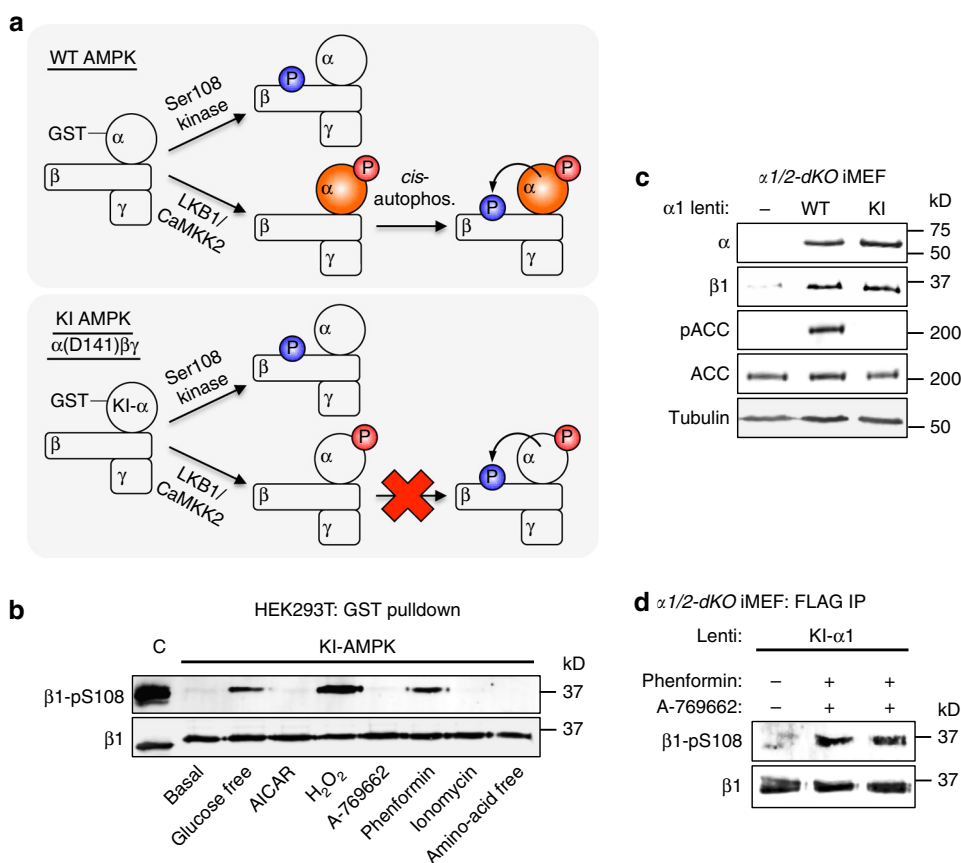 a
WT AMPK
GST
α
β
γ
Ser108
kinase
LKB1/
CaMKK2
P
α
β
γ
P
α
β
γ
cis-
autophos.
P
P
α
β
γ
KI AMPK
α(D141)βγ
GST
KI-α
β
γ
Ser108
kinase
LKB1/
CaMKK2
P
α
β
γ
P
α
β
γ
P
P
α
β
γ
b
HEK293T: GST pulldown
C KI-AMPK
kD
β1-pS108 37
β1 37
Basal
Glucose free
AICAR
H2O2
A-769662
Phenformin
Ionomycin
Amino-acid free
c
α1/2-dKO iMEF
α1 lenti: – WT KI kD
α 75
50
β1 37
pACC 200
ACC 200
Tubulin 50
d α1/2-dKO iMEF: FLAG IP
Lenti: KI-α1
Phenformin: – + +
A-769662: – + + kD
β1-pS108 37
β1 37